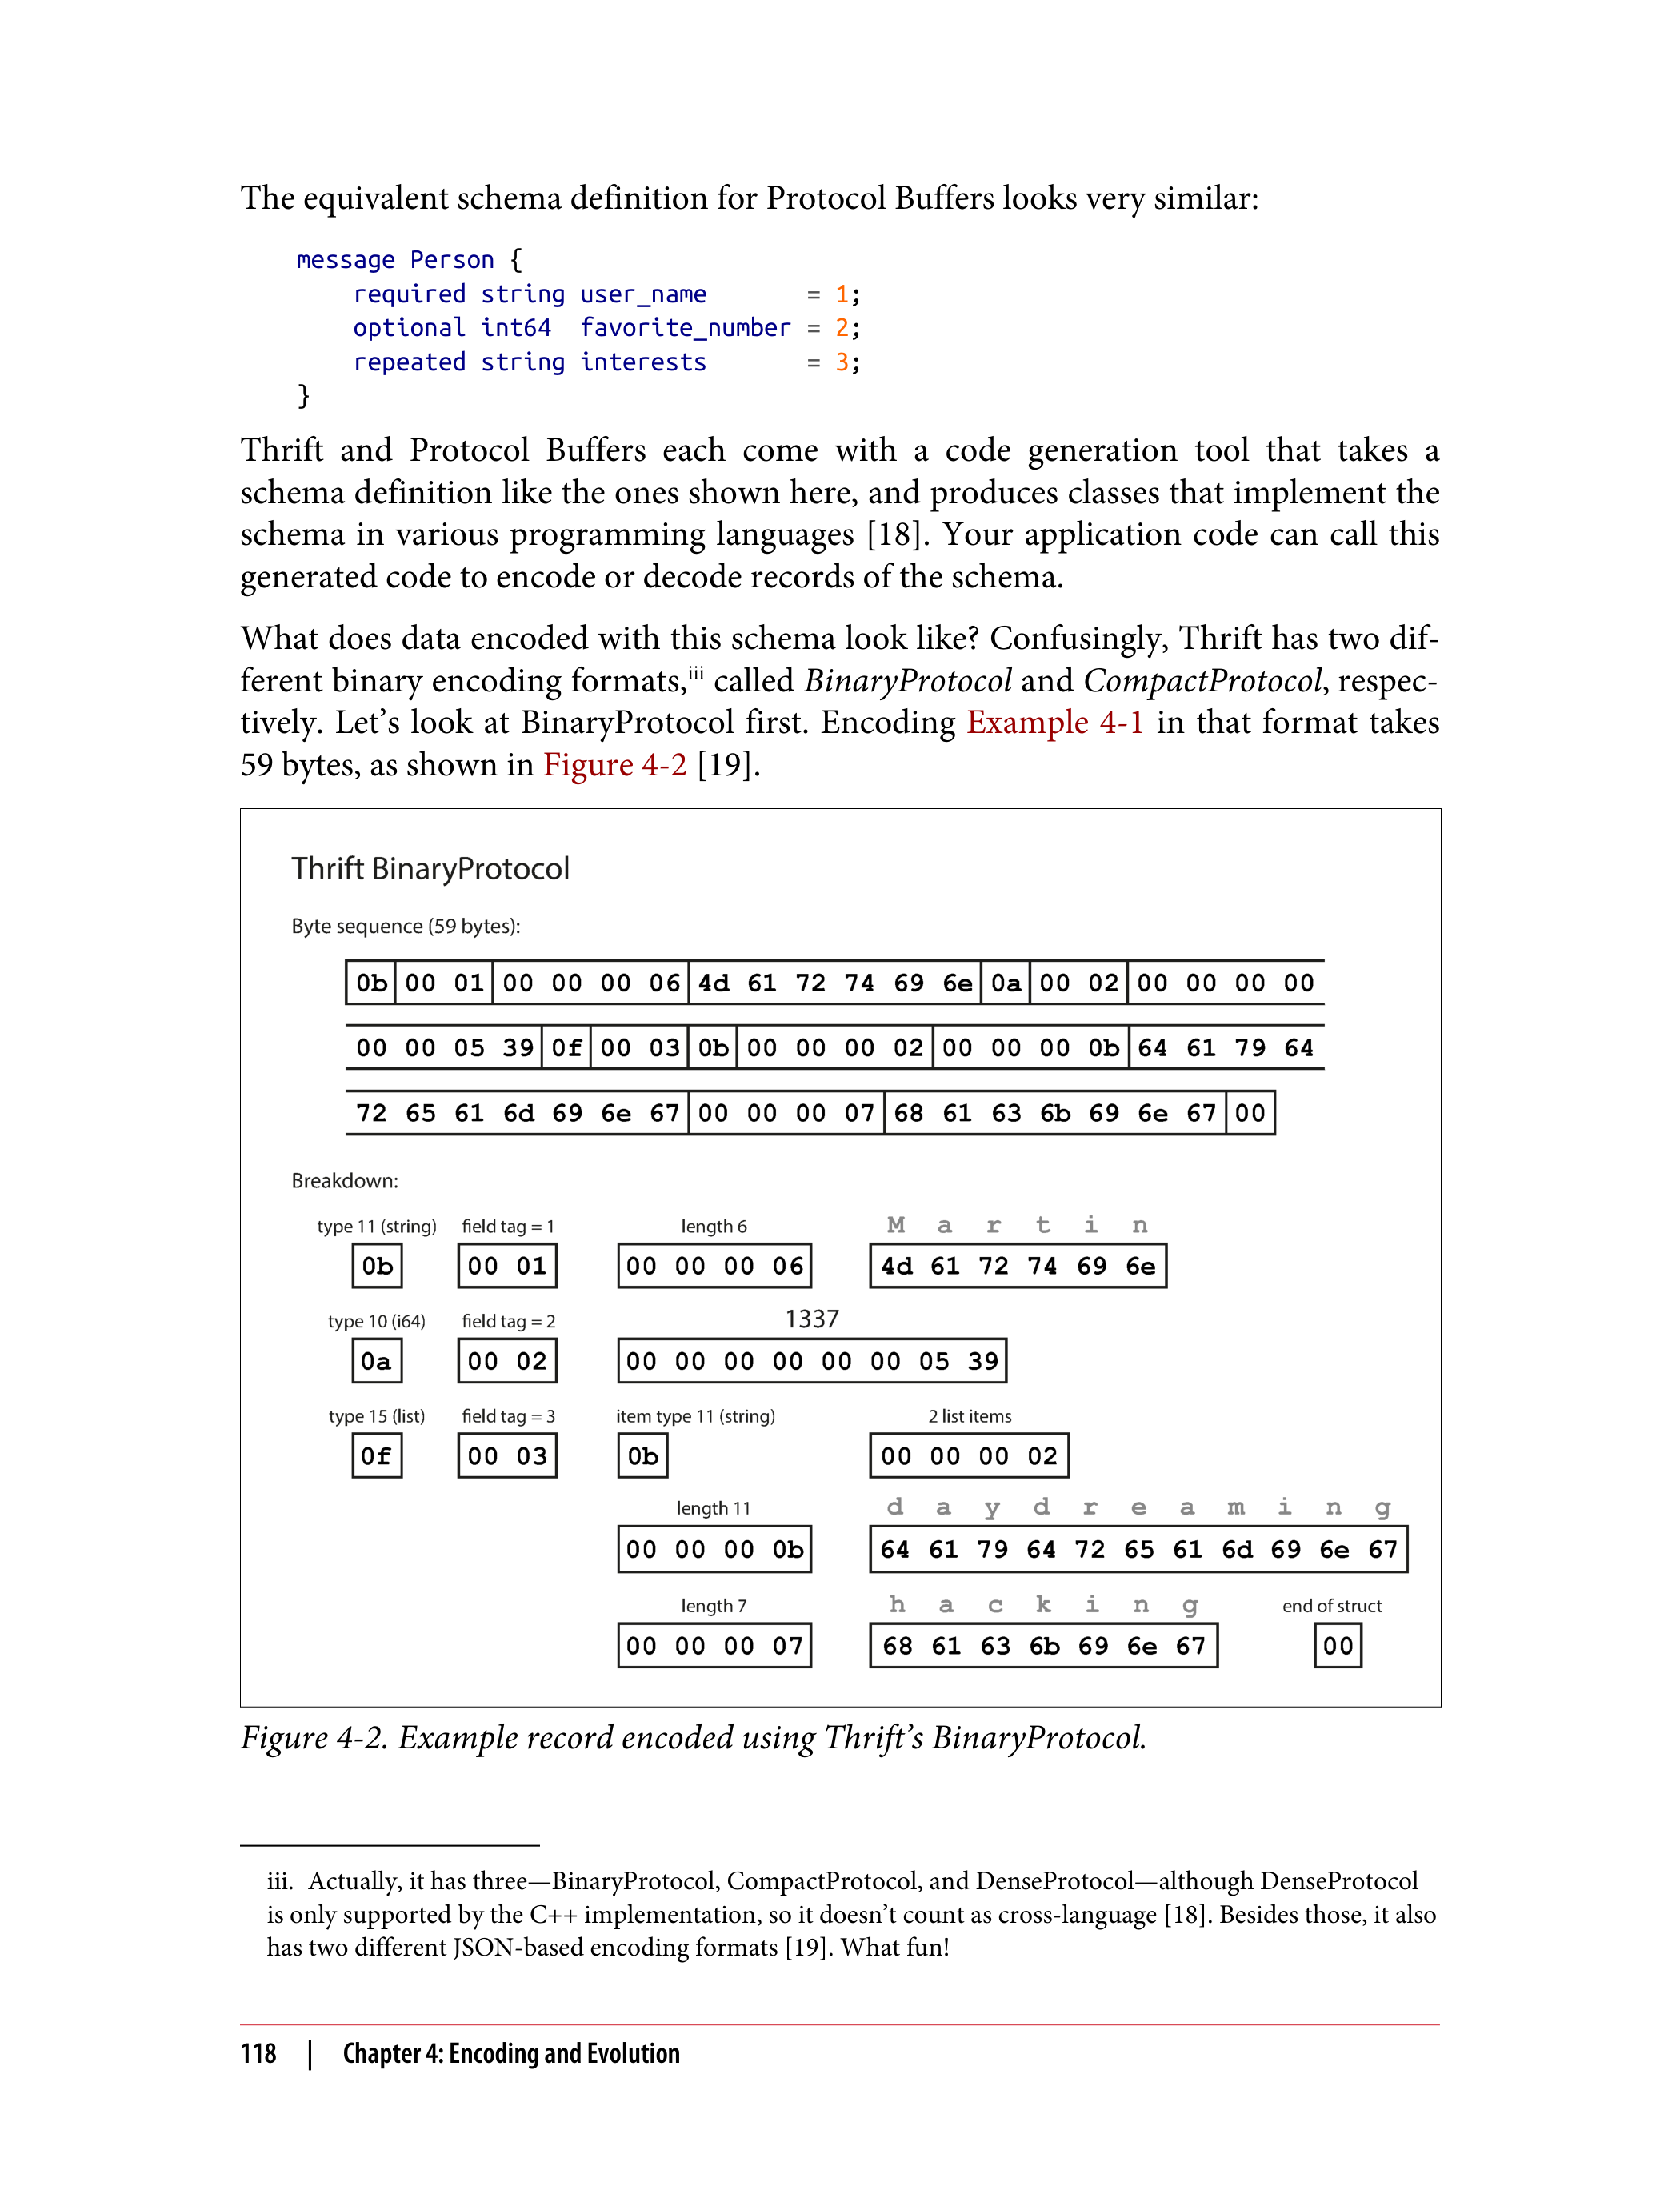 The equivalent schema definition for Protocol Buffers looks very similar:
message Person {
    required string user_name       = 1;
    optional int64  favorite_number = 2;
    repeated string interests       = 3;
}
Thrift and Protocol Buffers each come with a code generation tool that takes a
schema definition like the ones shown here, and produces classes that implement the
schema in various programming languages [18]. Your application code can call this
generated code to encode or decode records of the schema.
What does data encoded with this schema look like? Confusingly, Thrift has two dif-
ferent binary encoding formats,iii called BinaryProtocol and CompactProtocol, respec-
tively. Let’s look at BinaryProtocol first. Encoding Example 4-1 in that format takes
59 bytes, as shown in Figure 4-2 [19].
Thrift BinaryProtocol
Byte sequence (59 bytes):
0b 00 01 00 00 00 06 4d 61 72 74 69 6e 0a 00 02 00 00 00 00
00 00 05 39 0f 00 03 0b 00 00 00 02 00 00 00 0b 64 61 79 64
72 65 61 6d 69 6e 67 00 00 00 07 68 61 63 6b 69 6e 67 00
Breakdown:
type 11 (string) field tag = 1 length 6 M a r t i n
0b 00 01 00 00 00 06 4d 61 72 74 69 6e
type 10 (i64) field tag = 2 1337
0a 00 02 00 00 00 00 00 00 05 39
type 15 (list) field tag = 3 item type 11 (string) 2 list items
0f 00 03 0b 00 00 00 02
length 11 d a y d r e a m i n g
00 00 00 0b 64 61 79 64 72 65 61 6d 69 6e 67
length 7 h a c k i n g end of struct
00 00 00 07 68 61 63 6b 69 6e 67 00
Figure 4-2. Example record encoded using Thrift’s BinaryProtocol.
iii. Actually, it has three—BinaryProtocol, CompactProtocol, and DenseProtocol—although DenseProtocol
is only supported by the C++ implementation, so it doesn’t count as cross-language [18]. Besides those, it also
has two different JSON-based encoding formats [19]. What fun!
118 | Chapter 4: Encoding and Evolution